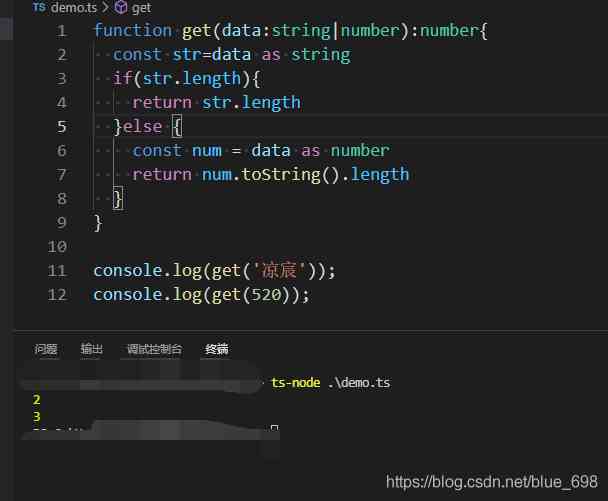 TS demo.ts > get
1 function get(data:string|number):number{
2 const str=data as string
3 if(str.length){
4 return str.length
5 }else {
6 const num = data as number
7 return num.toString().length
8 }
9 }
10
11 console.log(get('凉宸'));
12 console.log(get(520));
问题 输出 调试控制台 终端
ts-node .\demo.ts
2
3
https://blog.csdn.net/blue_698